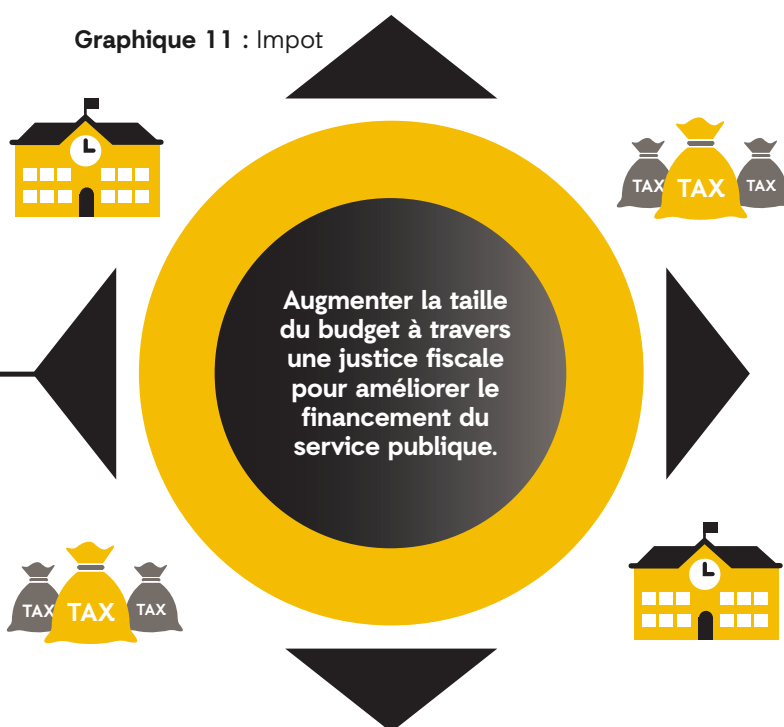 Graphique 11 : Impot
TAX TAX TAX
Augmenter la taille
du budget à travers
une justice fiscale
pour améliorer le
financement du
service publique.
TAX TAX TAX